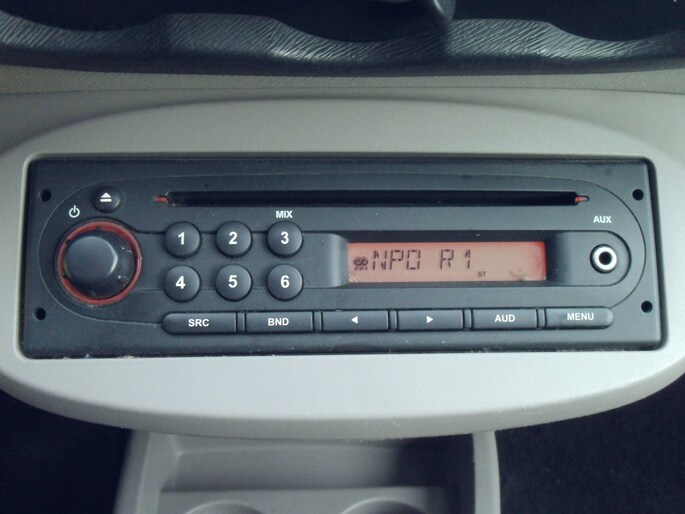 MIX
AUX
1 2 3
NPO R1
ST
4 5 6
SRC BND AUD MENU